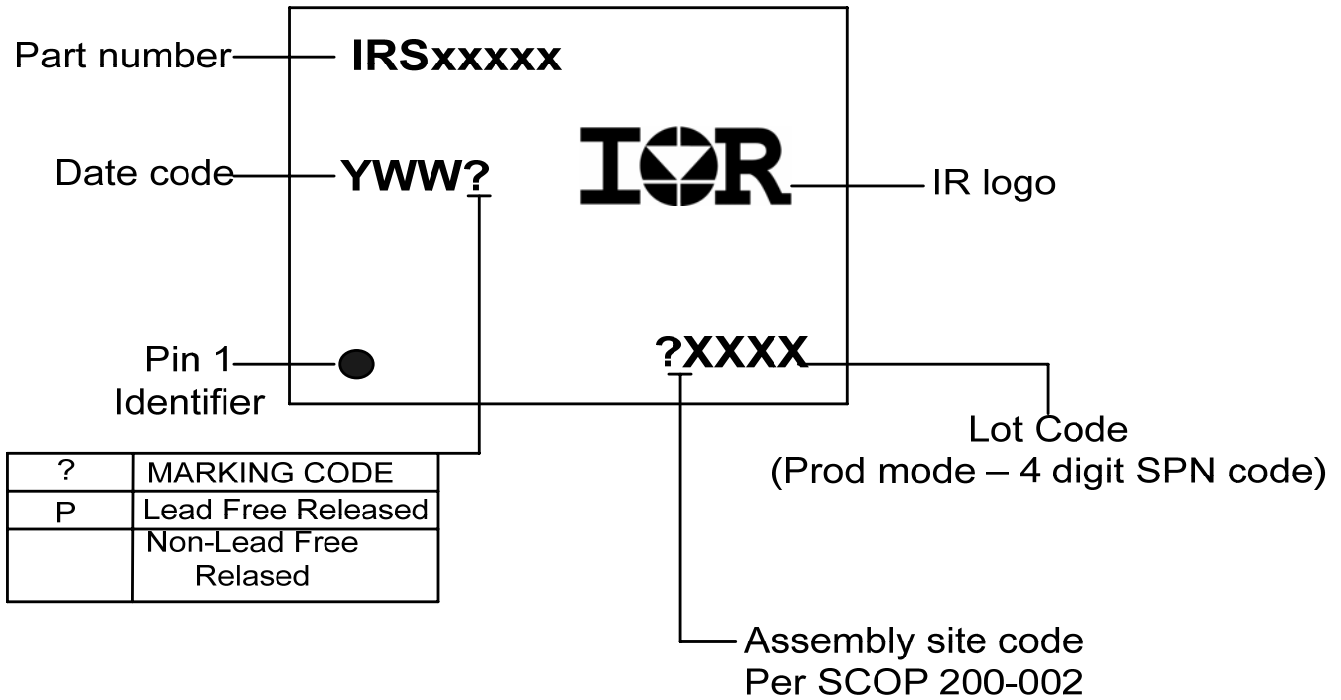 Part number
IRSxxxxx
Date code
YWW?
IOR
IR logo
Pin 1
Identifier
?XXXX
Lot Code
(Prod mode – 4 digit SPN code)
? MARKING CODE
P Lead Free Released
Non-Lead Free
Relased
Assembly site code
Per SCOP 200-002